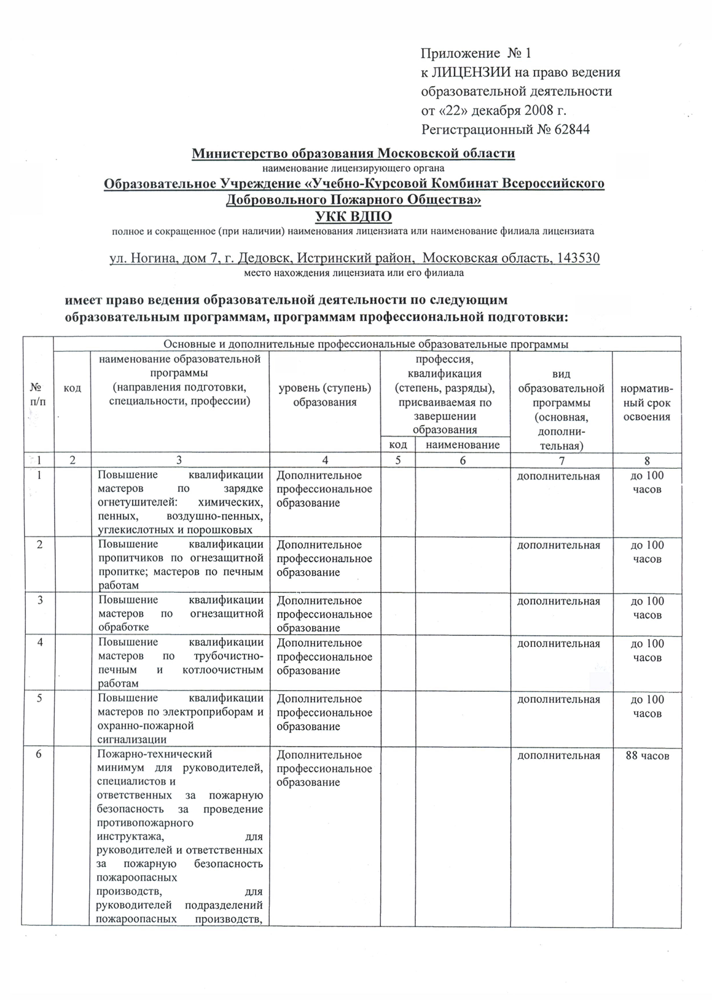 Приложение № 1
к ЛИЦЕНЗИИ на право ведения
образовательной деятельности
от «22» декабря 2008 г.
Регистрационный № 62844
Министерство образования Московской области
наименование лицензирующего органа
Образовательное Учреждение «Учебно-Курсовой Комбинат Всероссийского
Добровольного Пожарного Общества»
УКК ВДПО
полное и сокращенное (при наличии) наименования лицензиата или наименование филиала лицензиата
ул. Ногина, дом 7, г. Дедовск, Истринский район, Московская область, 143530
место нахождения лицензиата или его филиала
имеет право ведения образовательной деятельности по следующим
образовательным программам, программам профессиональной подготовки:
№
п/п
Основные и дополнительные профессиональные образовательные программы
код
наименование образовательной
программы
(направления подготовки,
специальности, профессии)
уровень (ступень)
образования
профессия,
квалификация
(степень, разряды),
присваиваемая по
завершении
образования
код
наименование
вид
образовательной
программы
(основная,
дополни-
тельная)
норматив-
ный срок
освоения
1 2 3 4 5 6 7 8
1
Повышение квалификации
мастеров по зарядке
огнетушителей: химических,
пенных, воздушно-пенных,
углекислотных и порошковых
Дополнительное
профессиональное
образование
дополнительная
до 100
часов
2
Повышение квалификации
пропитчиков по огнезащитной
пропитке; мастеров по печным
работам
Дополнительное
профессиональное
образование
дополнительная
до 100
часов
3
Повышение квалификации
мастеров по огнезащитной
обработке
Дополнительное
профессиональное
образование
дополнительная
до 100
часов
4
Повышение квалификации
мастеров по трубочистно-
печным и котлоочистным
работам
Дополнительное
профессиональное
образование
дополнительная
до 100
часов
5
Повышение квалификации
мастеров по электроприборам и
охранно-пожарной
сигнализации
Дополнительное
профессиональное
образование
дополнительная
до 100
часов
6
Пожарно-технический
минимум для руководителей,
специалистов и
ответственных за пожарную
безопасность за проведение
противопожарного
инструктажа, для
руководителей и ответственных
за пожарную безопасность
пожароопасных
производств, для
руководителей подразделений
пожароопасных производств,
Дополнительное
профессиональное
образование
дополнительная
88 часов